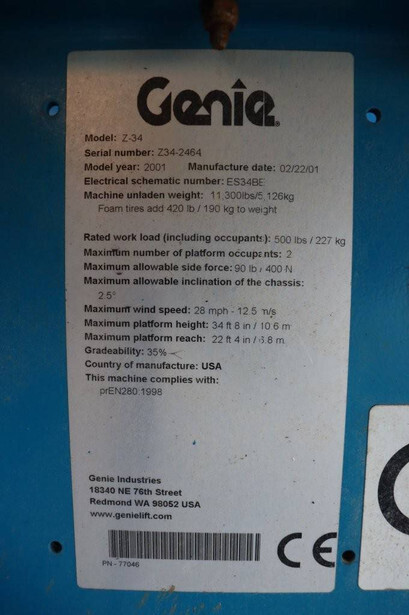 Genie
Model: Z-34
Serial number: Z34-2464
Model year: 2001 Manufacture date: 02/22/01
Electrical schematic number: ES34BE
Machine unladen weight: 11,300lbs/5,126kg
Foam tires add 420 lb / 190 kg to weight
Rated work load (including occupants): 500 lbs / 227 kg
Maximum number of platform occupants: 2
Maximum allowable side force: 90 lb / 400 N
Maximum allowable inclination of the chassis:
2.5°
Maximum wind speed: 28 mph - 12.5 m/s
Maximum platform height: 34 ft 8 in / 10.6 m
Maximum platform reach: 22 ft 4 in / 6.8 m
Gradeability: 35%
Country of manufacture: USA
This machine complies with:
prEN280:1998
Genie Industries
18340 NE 76th Street
Redmond WA 98052 USA
www.genielift.com
PN - 77046
CE